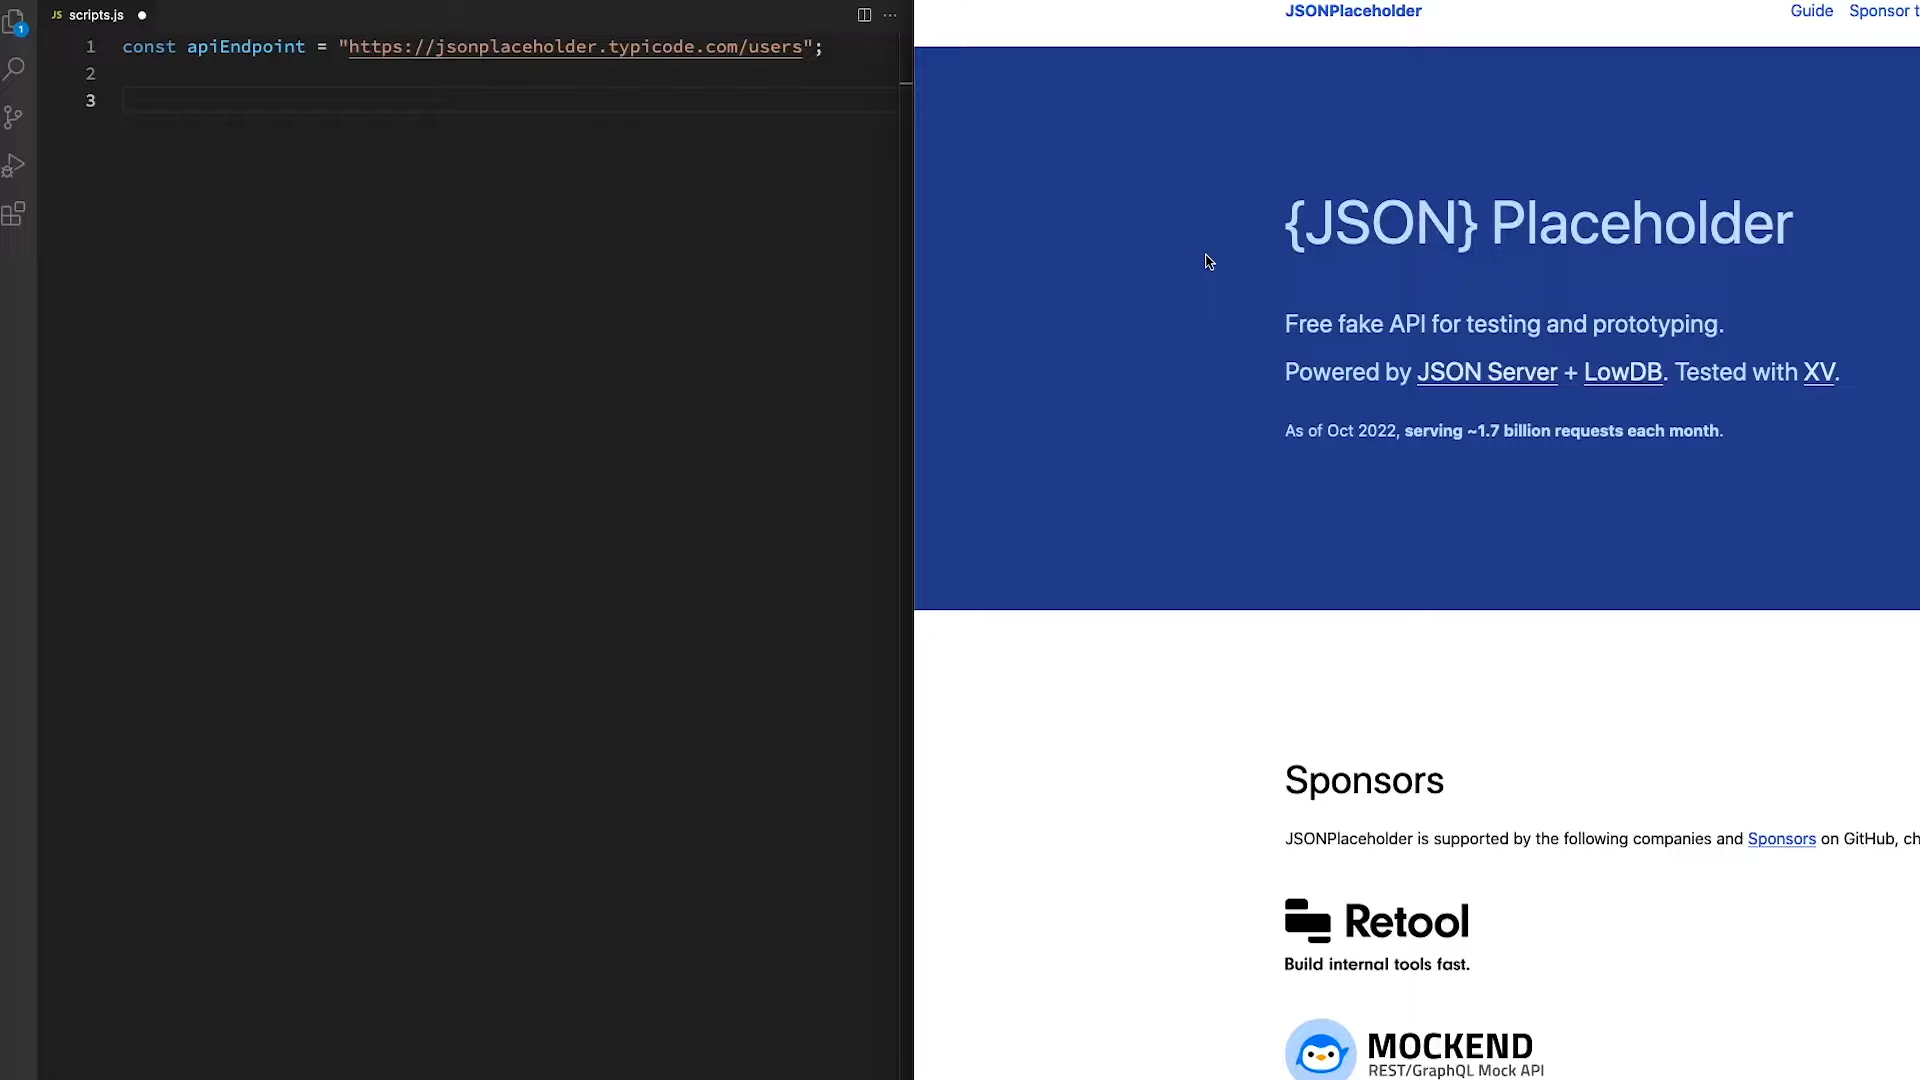 JS scripts.js
1
1 const apiEndpoint = "https://jsonplaceholder.typicode.com/users";
2
3
JSONPlaceholder
Guide Sponsor t
{JSON} Placeholder
Free fake API for testing and prototyping.
Powered by JSON Server + LowDB. Tested with XV.
As of Oct 2022, serving ~1.7 billion requests each month.
Sponsors
JSONPlaceholder is supported by the following companies and Sponsors on GitHub, ch
Retool
Build internal tools fast.
MOCKEND
REST/GraphQL Mock API